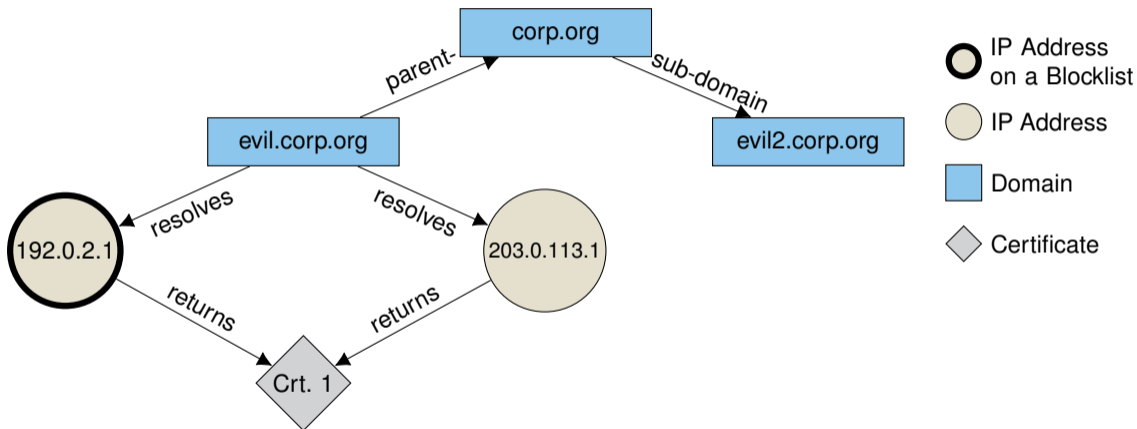 corp.org
parent-
sub-domain
evil.corp.org
evil2.corp.org
resolves
resolves
192.0.2.1
203.0.113.1
returns
returns
Crt. 1
IP Address
on a Blocklist
IP Address
Domain
Certificate